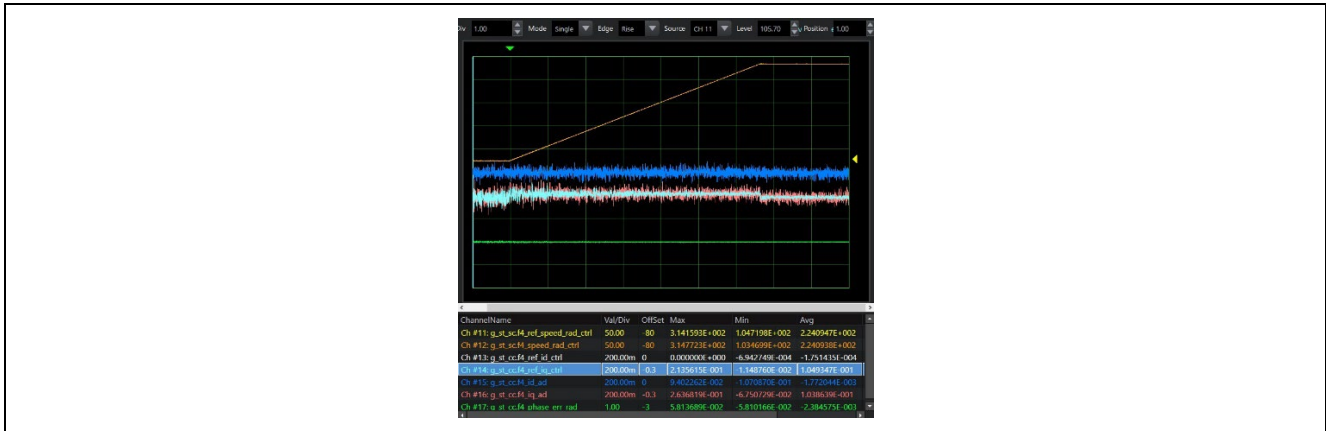 Div 1.00 Mode Single Edge Rise Source CH 11 Level 105.70 Position 1.00
ChannelName Val/Div OffSet Max Min Avg
Ch #11: g_st_sc.f4_ref_speed_rad_ctrl 50.00 -80 3.141593E+002 1.047198E+002 2.240947E+002
Ch #12: g_st_sc.f4_speed_rad_ctrl 50.00 -80 3.147723E+002 1.034699E+002 2.240938E+002
Ch #13: g_st_cc.f4_ref_id_ctrl 200.00m 0 0.000000E+000 -6.942749E-004 -1.751435E-004
Ch #14: g_st_cc.f4_ref_iq_ctrl 200.00m -0.3 2.135615E-001 -1.148760E-002 1.049347E-001
Ch #15: g_st_cc.f4_id_ad 200.00m 0 9.402262E-002 -1.070870E-001 -1.772044E-003
Ch #16: g_st_cc.f4_iq_ad 200.00m -0.3 2.636819E-001 -6.750729E-002 1.038639E-001
Ch #17: g_st_cc.f4_phase_err_rad 1.00 -3 5.813689E-002 -5.810166E-002 -2.384575E-003